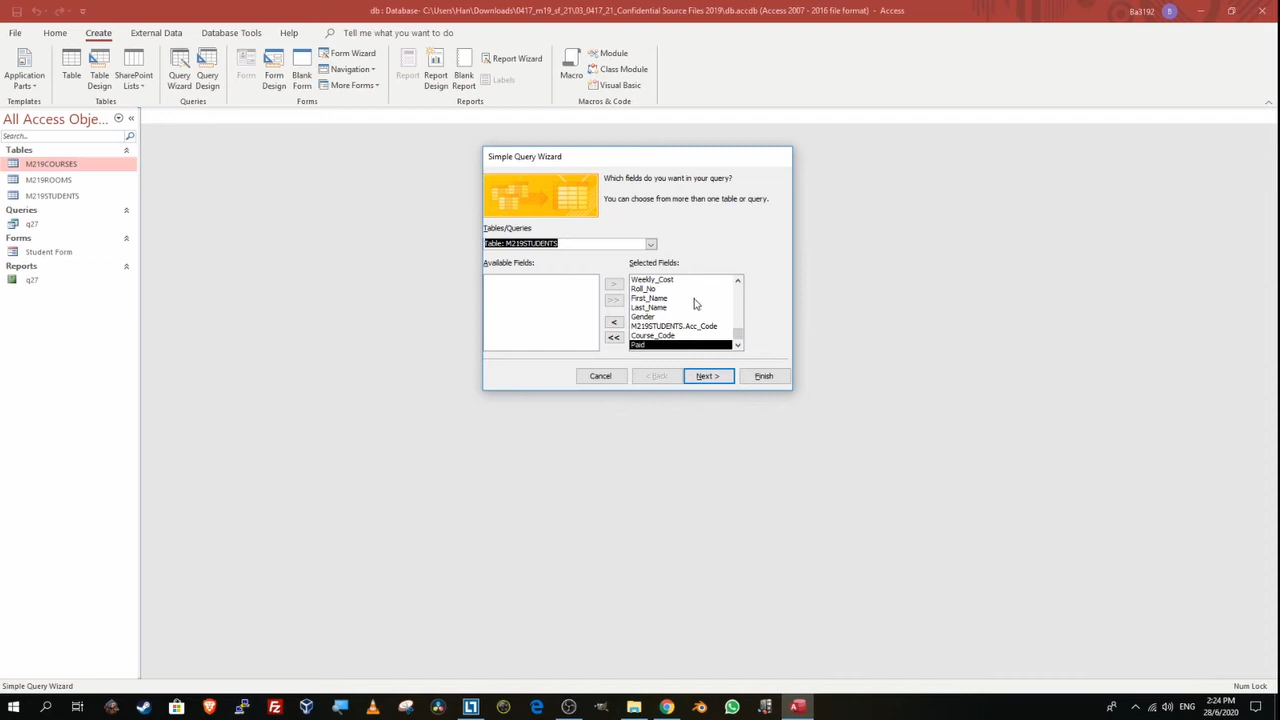 db : Database- C:\Users\Han\Downloads\0417_m19_sf_21\03_0417_21_Confidential Source Files 2019\db.accdb (Access 2007 - 2016 file format) - Access
Ba3192
B
File
Home
Create
External Data
Database Tools
Help
Tell me what you want to do
Application
Parts
Templates
Table
Table
Design
SharePoint
Lists
Tables
Query
Wizard
Query
Design
Queries
Form
Form
Design
Blank
Form
Form Wizard
Navigation
More Forms
Forms
Report
Report
Design
Blank
Report
Report Wizard
Labels
Reports
Macro
Module
Class Module
Visual Basic
Macros & Code
All Access Obje...
Search...
Tables
M219COURSES
M219ROOMS
M219STUDENTS
Queries
q27
Forms
Student Form
Reports
q27
Simple Query Wizard
Which fields do you want in your query?
You can choose from more than one table or query.
Tables/Queries
Table: M219STUDENTS
Available Fields:
Selected Fields:
Weekly_Cost
Roll_No
First_Name
Last_Name
Gender
M219STUDENTS.Acc_Code
Course_Code
Paid
>
>>
<
<<
Cancel
< Back
Next >
Finish
Simple Query Wizard
Num Lock
ENG
2:24 PM
28/6/2020